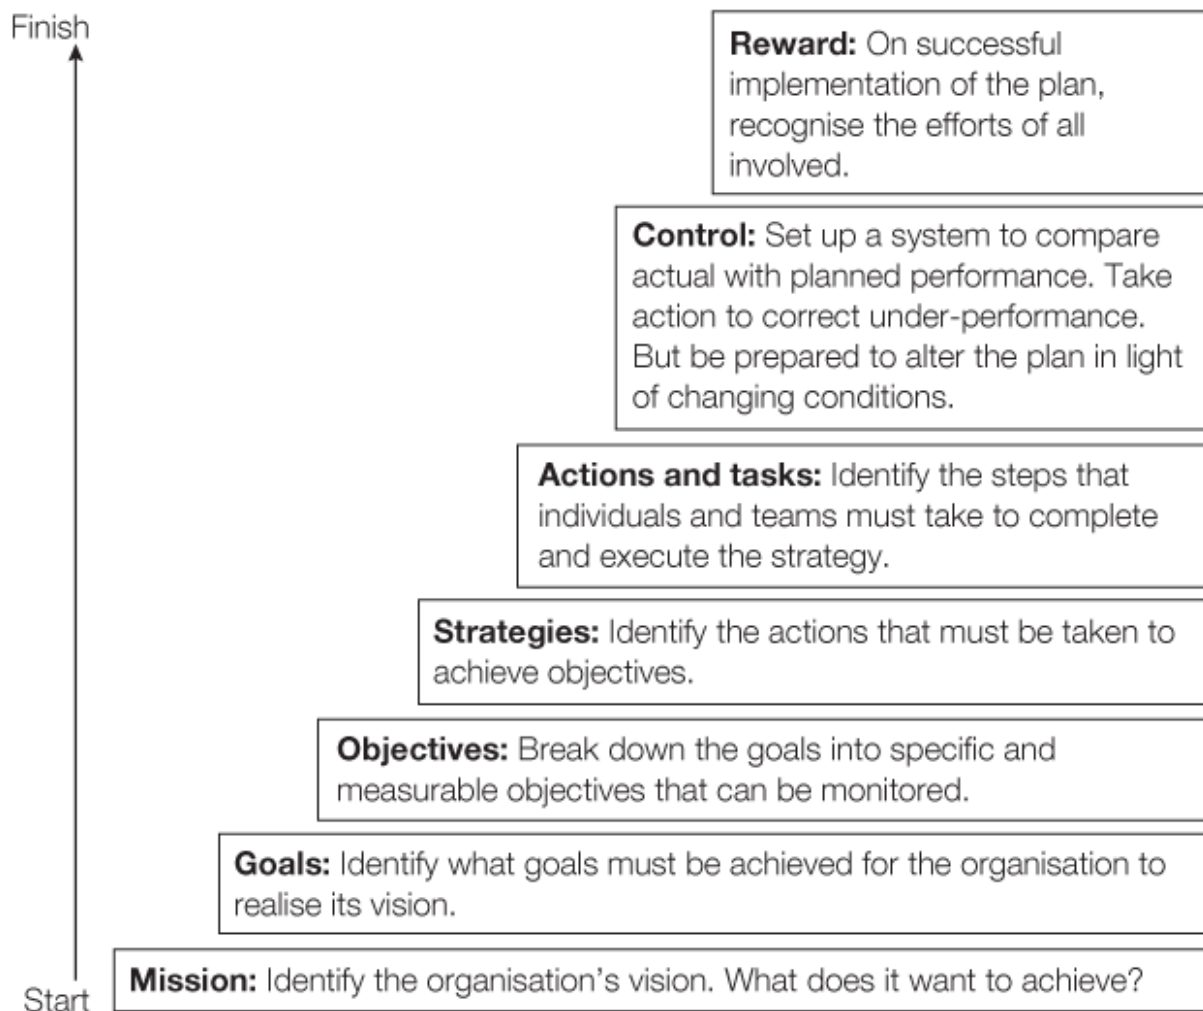 Finish
Reward: On successful
implementation of the plan,
recognise the efforts of all
involved.
Control: Set up a system to compare
actual with planned performance. Take
action to correct under-performance.
But be prepared to alter the plan in light
of changing conditions.
Actions and tasks: Identify the steps that
individuals and teams must take to complete
and execute the strategy.
Strategies: Identify the actions that must be taken to
achieve objectives.
Objectives: Break down the goals into specific and
measurable objectives that can be monitored.
Goals: Identify what goals must be achieved for the organisation to
realise its vision.
Mission: Identify the organisation’s vision. What does it want to achieve?
Start